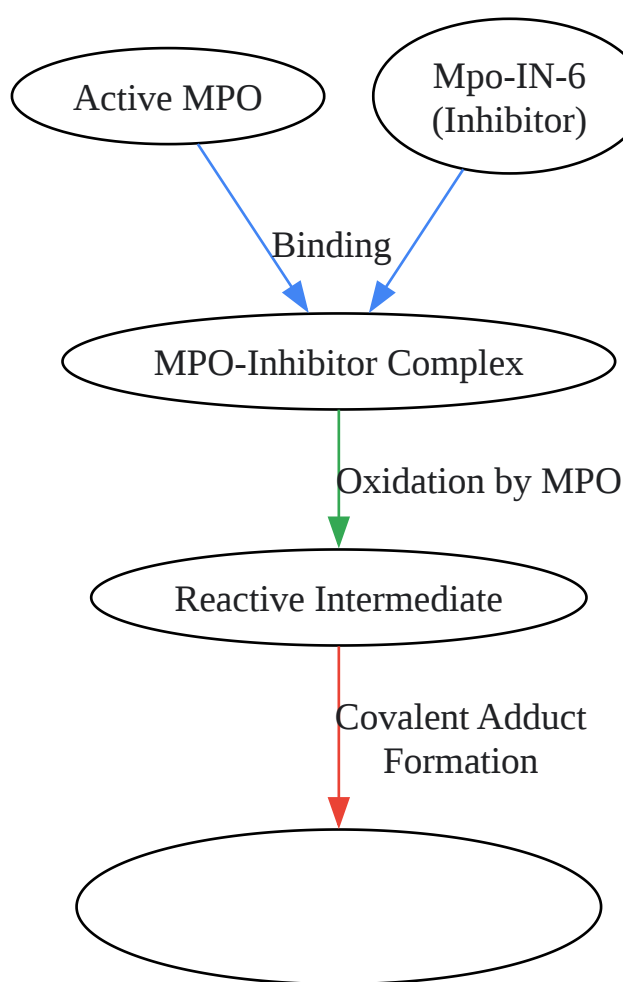 Active MPO
Mpo-IN-6
(Inhibitor)
Binding
MPO-Inhibitor Complex
Oxidation by MPO
Reactive Intermediate
Covalent Adduct
Formation